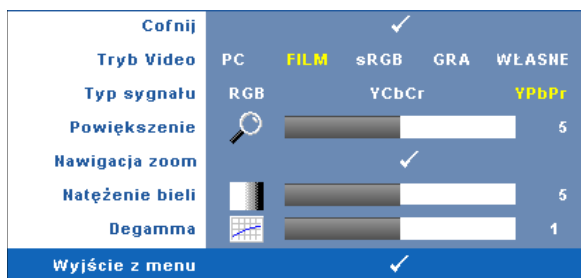 Cofnij
Tryb Video PC FILM sRGB GRA WŁASNE
Typ sygnału RGB YCbCr YPbPr
Powiększenie 5
Nawigacja zoom
Natężenie bieli 5
Degamma 1
Wyjście z menu